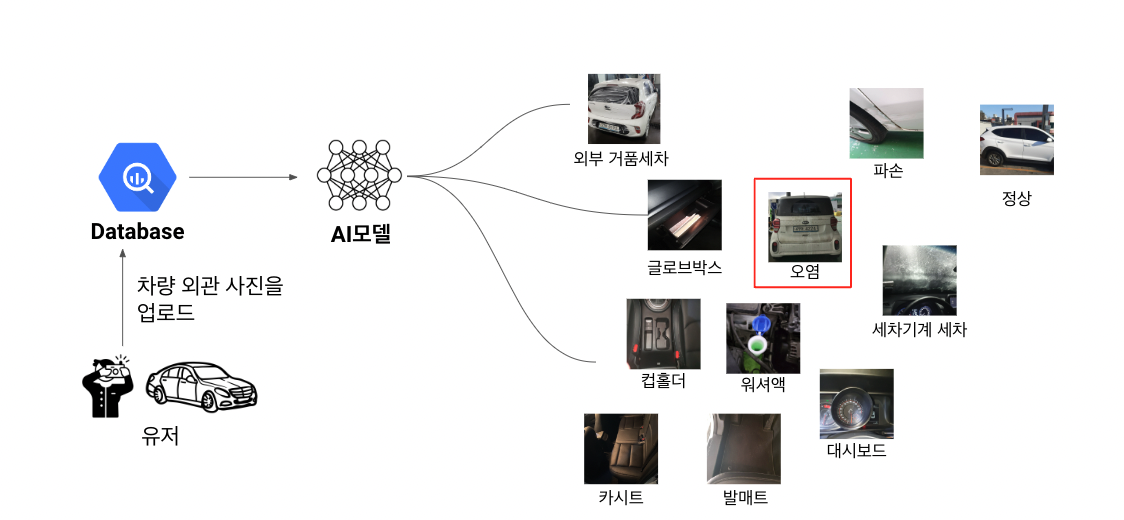 외부 거품세차
파손
정상
Database
AI모델
글로브박스
오염
차량 외관 사진을
업로드
세차기계 세차
컵홀더
워셔액
유저
대시보드
카시트
발매트